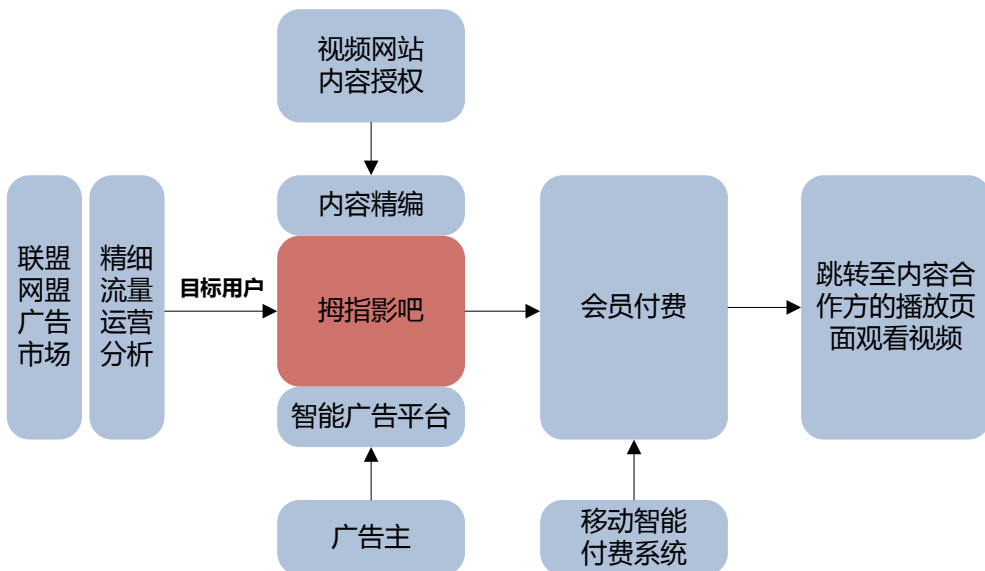 视频网站
内容授权
内容精编
联盟
网盟
广告
市场
精细
流量
运营
分析
目标用户
拇指影吧
会员付费
跳转至内容合
作方的播放页
面观看视频
智能广告平台
广告主
移动智能
付费系统